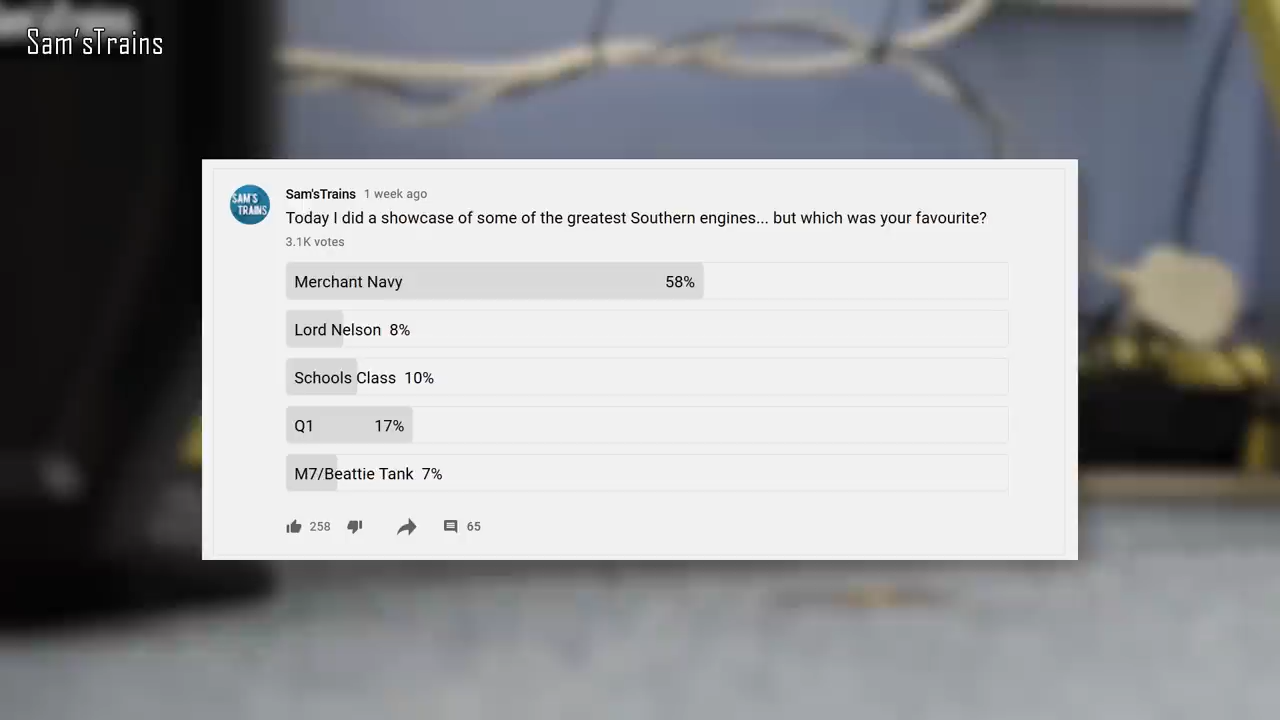 Sam'sTrains
SAM'S
TRAINS
Sam'sTrains 1 week ago
Today I did a showcase of some of the greatest Southern engines... but which was your favourite?
3.1K votes
Merchant Navy 58%
Lord Nelson 8%
Schools Class 10%
Q1 17%
M7/Beattie Tank 7%
258 65